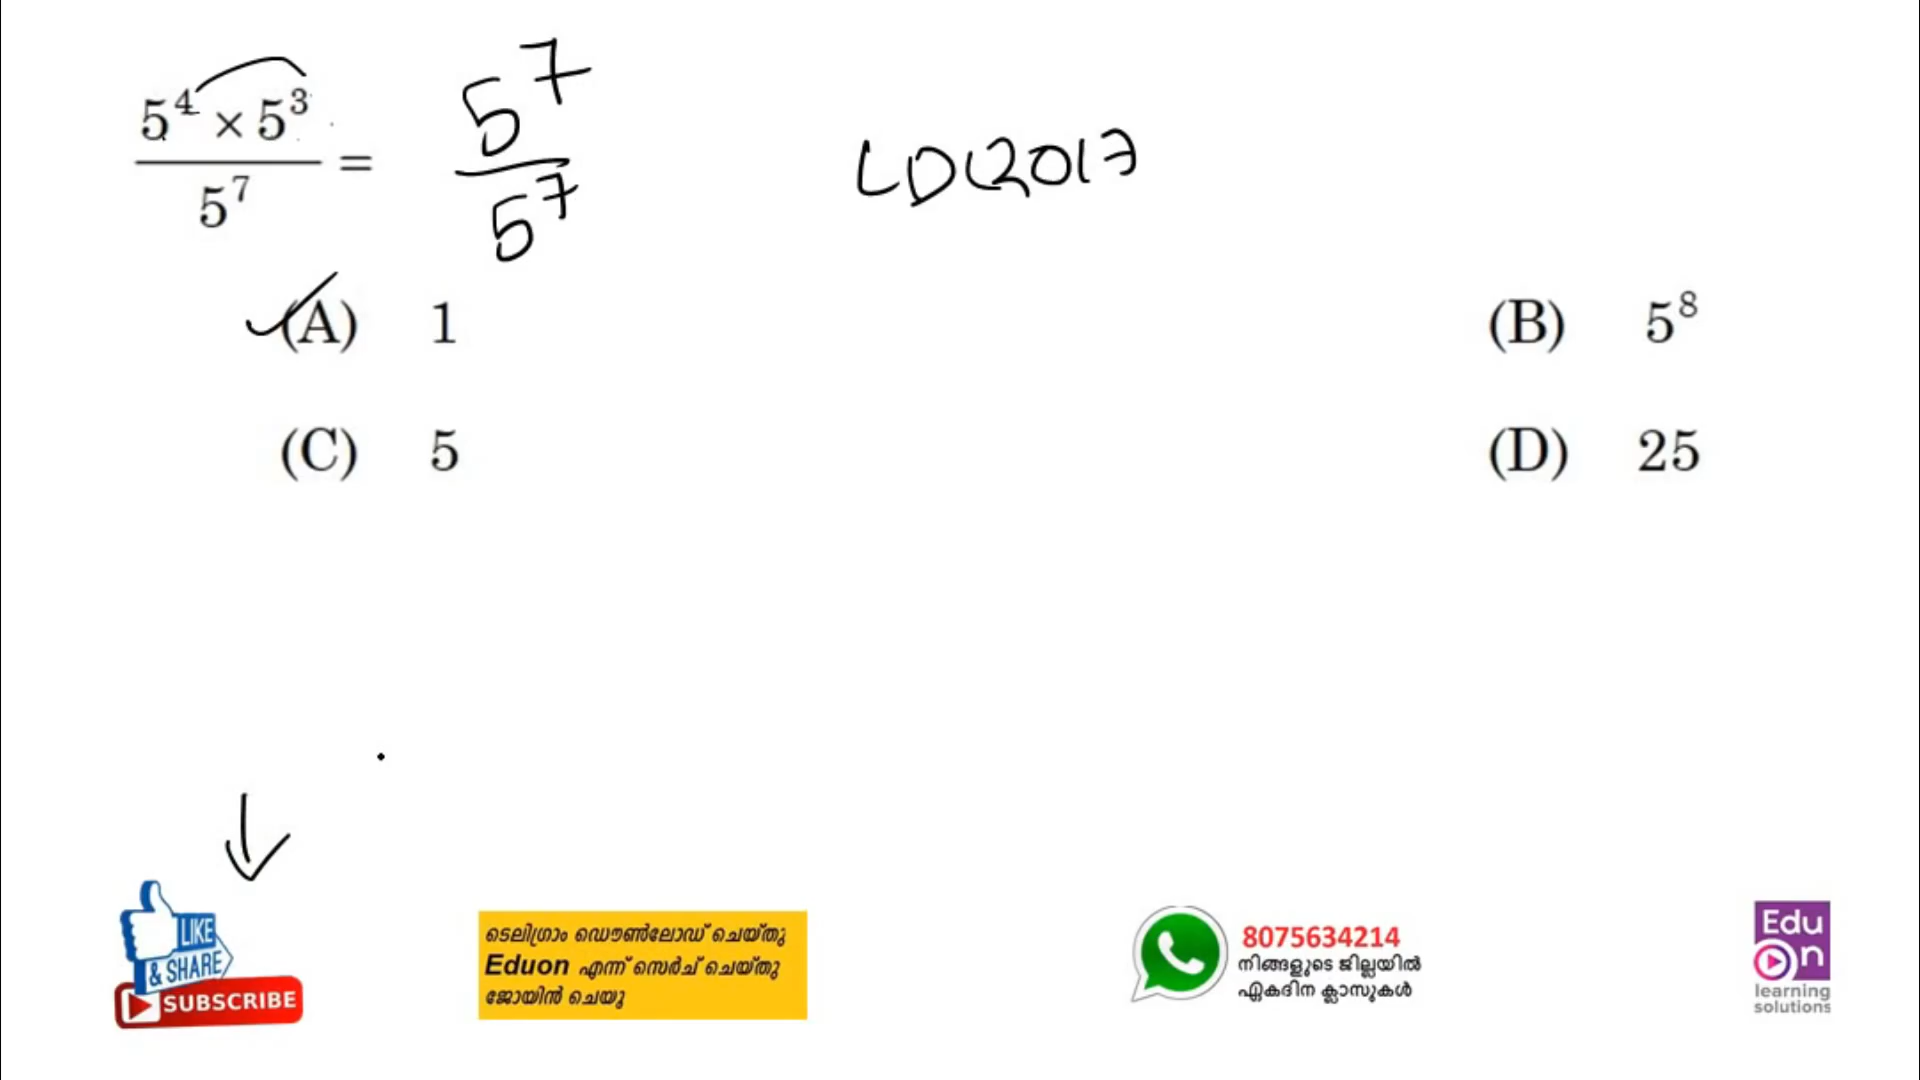 5⁴ × 5³ / 5⁷ = 5⁷ / 5⁷
LDC2017
(A) 1
(B) 5⁸
(C) 5
(D) 25
LIKE
& SHARE
SUBSCRIBE
ടെലിഗ്രാം ഡൌൺലോഡ് ചെയ്തു
Eduon എന്ന് സെർച് ചെയ്തു
ജോയിൻ ചെയൂ
8075634214
നിങ്ങളുടെ ജില്ലയിൽ
ഏകദിന ക്ലാസുകൾ
Edu
On
learning
solutions